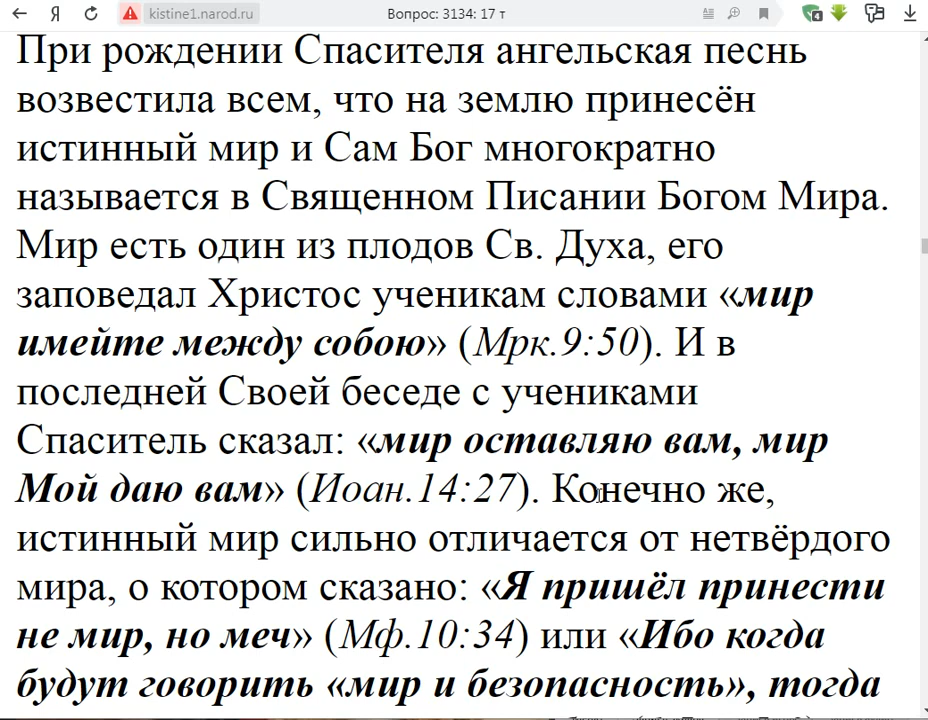 kistine1.narod.ru
Вопрос: 3134: 17 т
4
При рождении Спасителя ангельская песнь
возвестила всем, что на землю принесён
истинный мир и Сам Бог многократно
называется в Священном Писании Богом Мира.
Мир есть один из плодов Св. Духа, его
заповедал Христос ученикам словами «мир
имейте между собою» (Мрк.9:50). И в
последней Своей беседе с учениками
Спаситель сказал: «мир оставляю вам, мир
Мой даю вам» (Иоан.14:27). Конечно же,
истинный мир сильно отличается от нетвёрдого
мира, о котором сказано: «Я пришёл принести
не мир, но меч» (Мф.10:34) или «Ибо когда
будут говорить «мир и безопасность», тогда